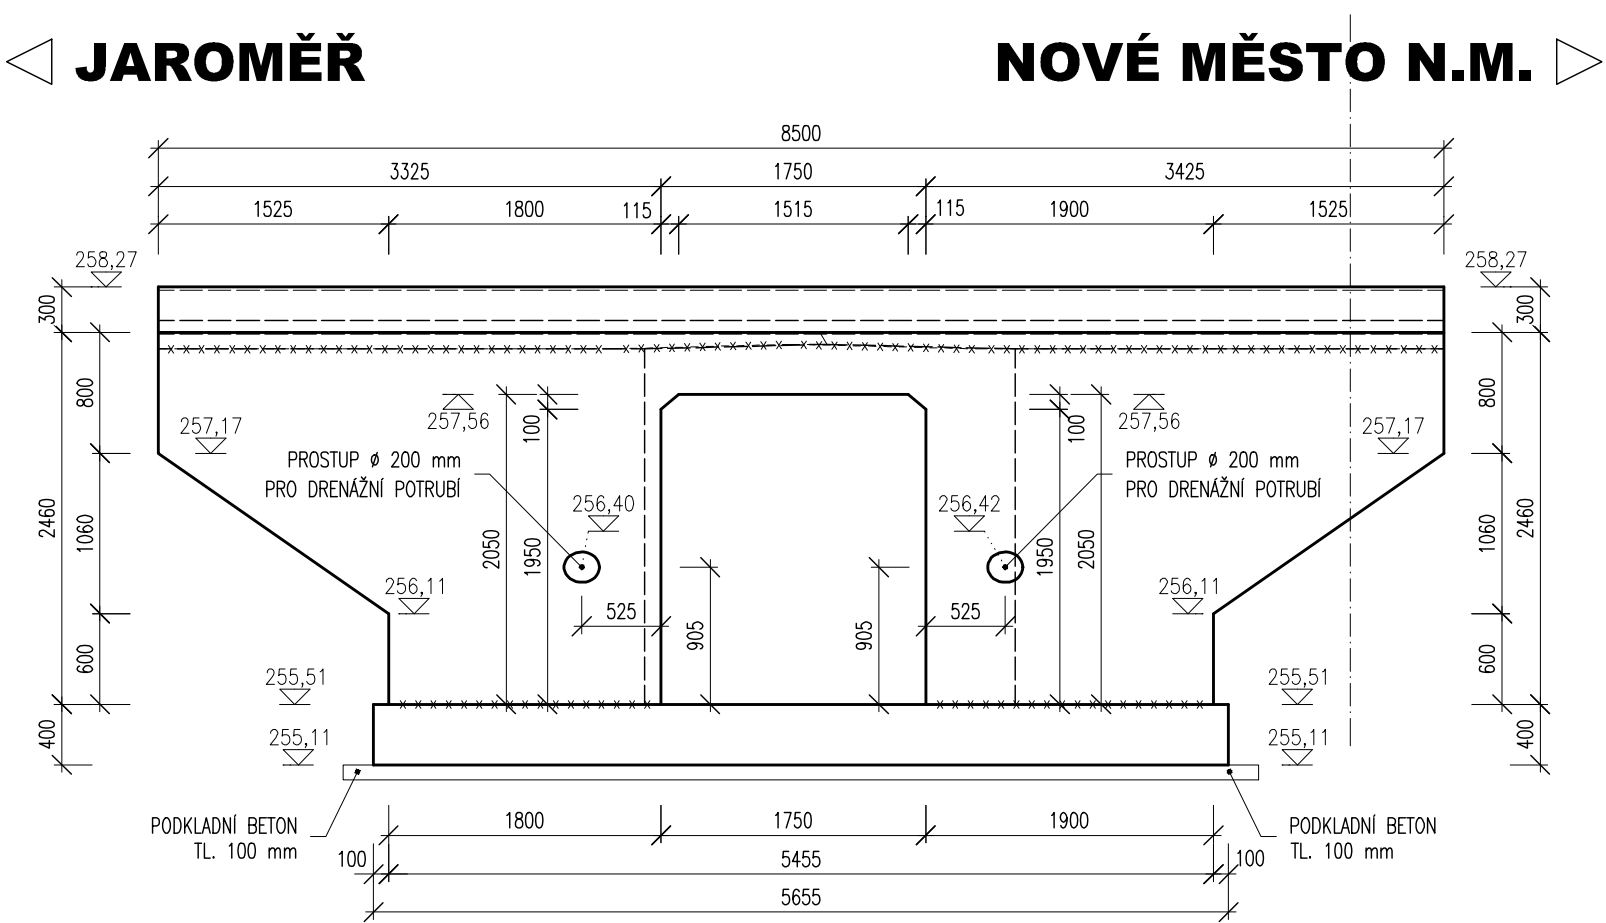 JAROMĚŘ
NOVÉ MĚSTO N.M.
8500
3325 1750 3425
1525 1800 115 1515 115 1900 1525
258,27 258,27
300 300
800 257,56 100 100 257,56 800
257,17 257,17
PROSTUP ø 200 mm
PRO DRENÁŽNÍ POTRUBÍ
PROSTUP ø 200 mm
PRO DRENÁŽNÍ POTRUBÍ
256,40 256,42
2460 1060 2050 1950 1950 2050 1060 2460
256,11 256,11
525 525
905 905
600 600
255,51 255,51
400 400
255,11 255,11
PODKLADNÍ BETON
TL. 100 mm
PODKLADNÍ BETON
TL. 100 mm
1800 1750 1900
100 5455 100
5655